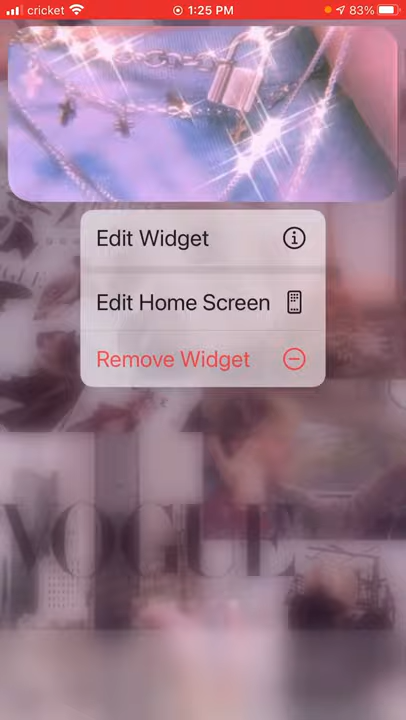 cricket 1:25 PM 83%
Edit Widget
Edit Home Screen
Remove Widget
VOGUE